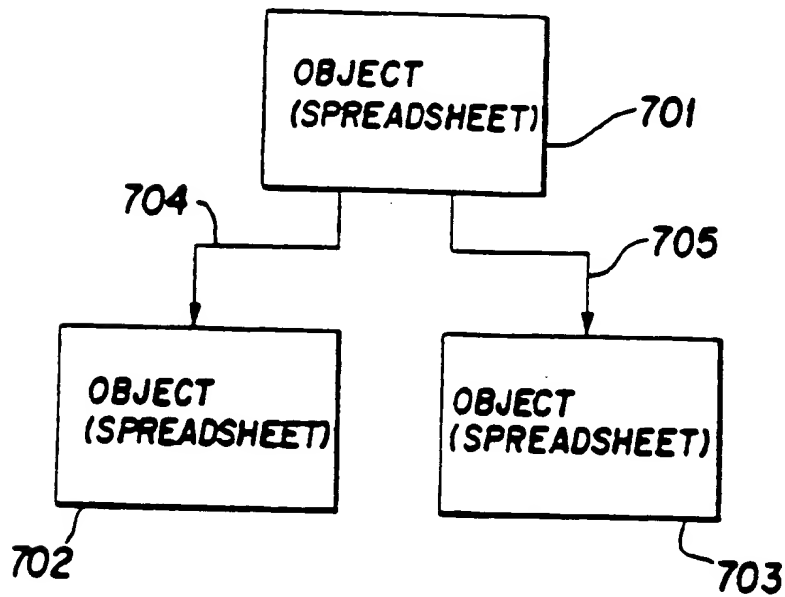 OBJECT
(SPREADSHEET)
701
704
705
OBJECT
(SPREADSHEET)
OBJECT
(SPREADSHEET)
702
703